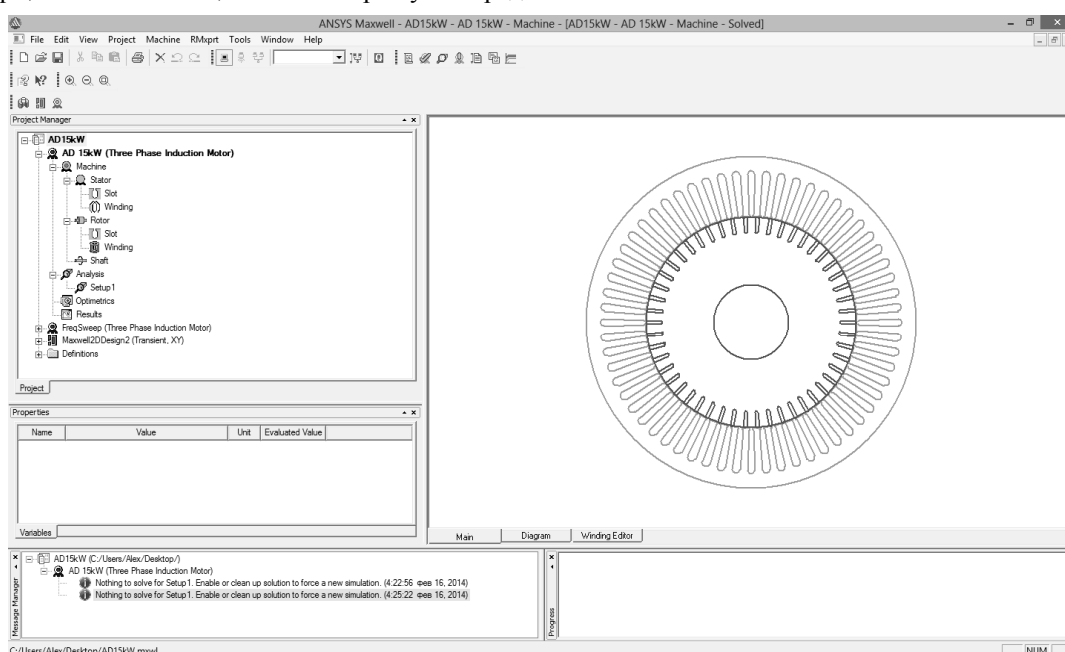 ANSYS Maxwell - AD15kW - AD 15kW - Machine - [AD15kW - AD 15kW - Machine - Solved]
File Edit View Project Machine RMxprt Tools Window Help
Project Manager
AD15kW
AD 15kW (Three Phase Induction Motor)
Machine
Stator
Slot
Winding
Rotor
Slot
Winding
Shaft
Analysis
Setup1
Optimetrics
Results
FreqSweep (Three Phase Induction Motor)
Maxwell2DDesign2 (Transient, XY)
Definitions
Project
Properties
Name Value Unit Evaluated Value
Variables
Main Diagram Winding Editor
AD15kW (C:/Users/Alex/Desktop/)
AD 15kW (Three Phase Induction Motor)
Nothing to solve for Setup1. Enable or clean up solution to force a new simulation. (4:22:56 фев 16, 2014)
Nothing to solve for Setup1. Enable or clean up solution to force a new simulation. (4:25:22 фев 16, 2014)
Message Manager
Progress
C:/Users/Alex/Desktop/AD15kW.mxwl
NUM